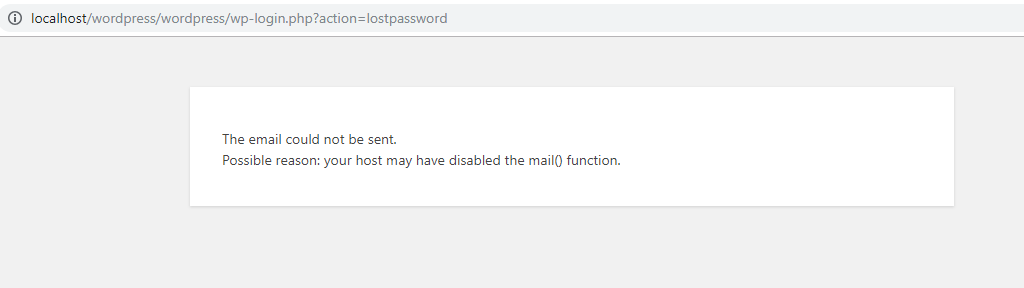 localhost/wordpress/wordpress/wp-login.php?action=lostpassword
The email could not be sent.
Possible reason: your host may have disabled the mail() function.